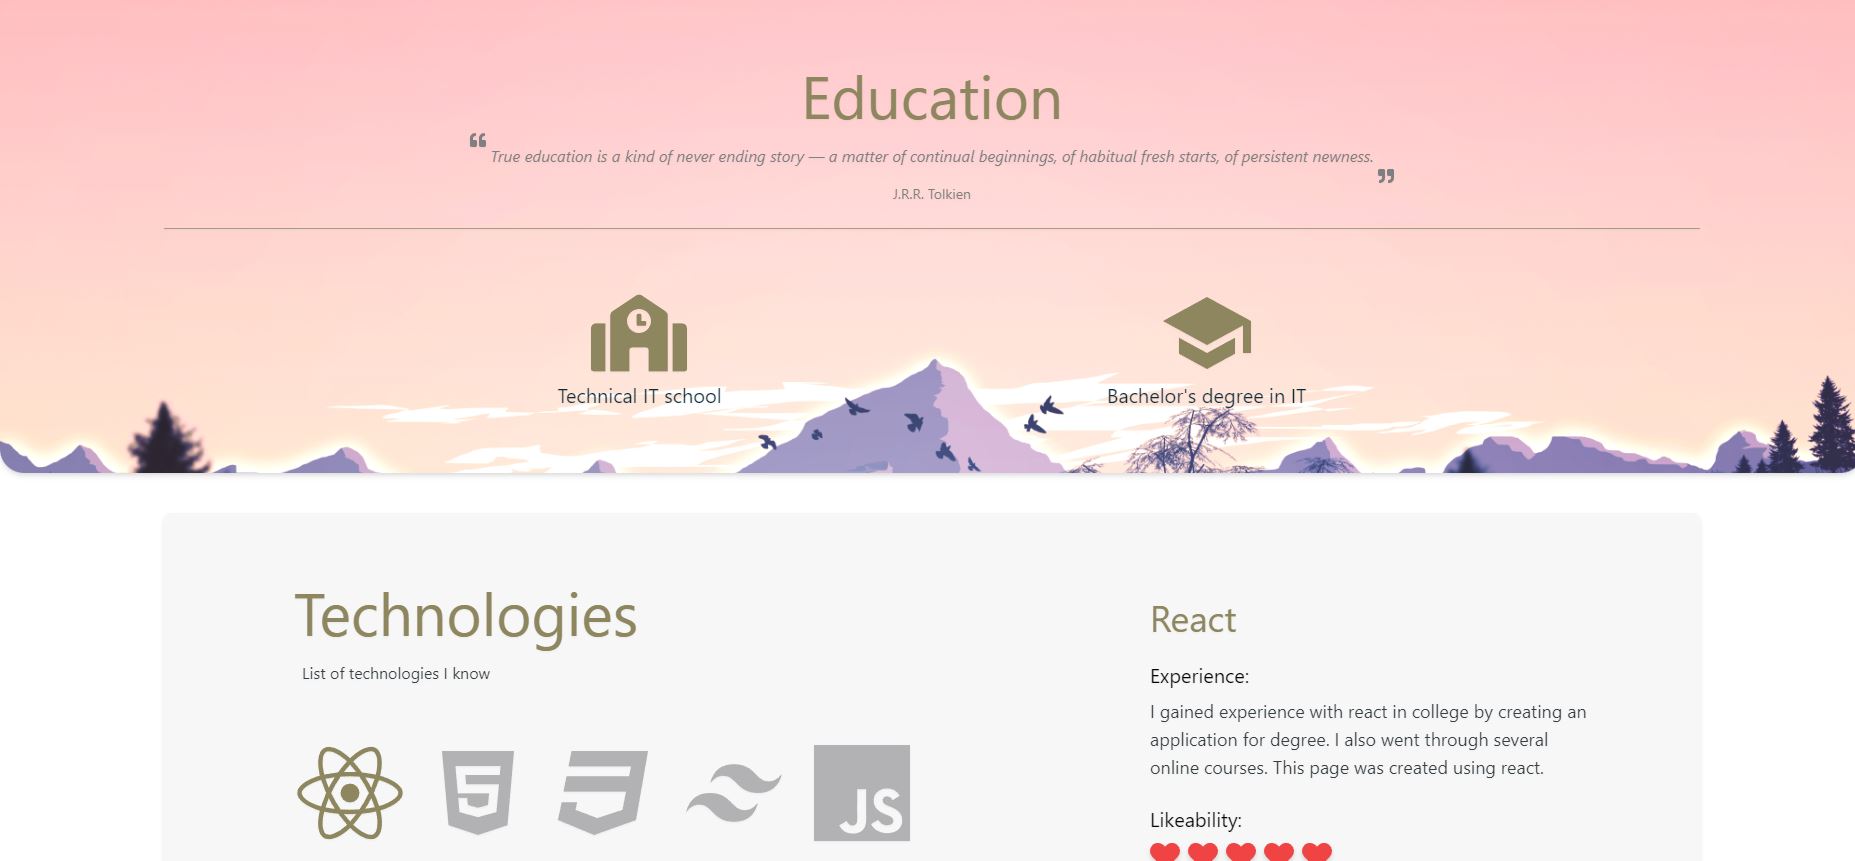 Education
❝ True education is a kind of never ending story — a matter of continual beginnings, of habitual fresh starts, of persistent newness. ❞
J.R.R. Tolkien
Technical IT school
Bachelor's degree in IT
Technologies
List of technologies I know
5
JS
React
Experience:
I gained experience with react in college by creating an
application for degree. I also went through several
online courses. This page was created using react.
Likeability: